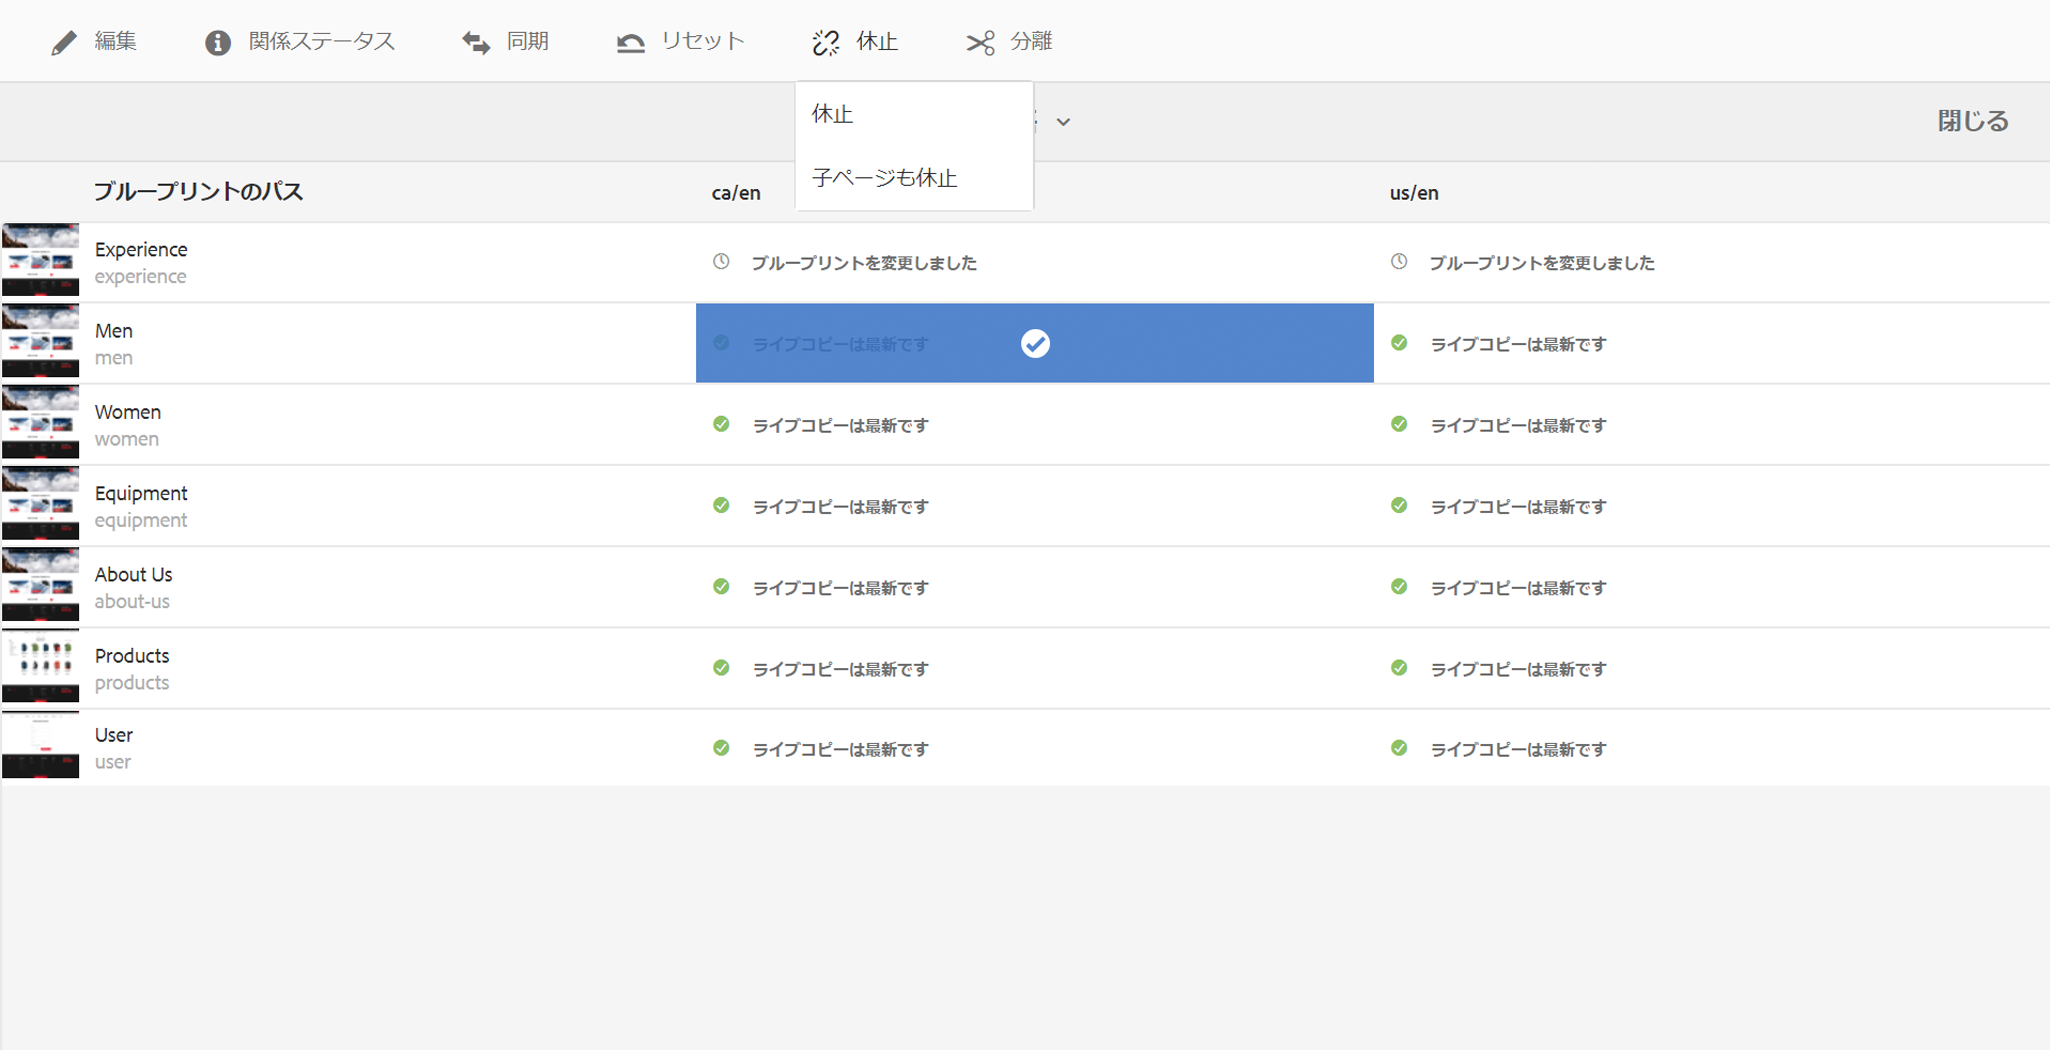 編集 関係ステータス 同期 リセット 休止 分離
休止
閉じる
子ページも休止
ブループリントのパス ca/en us/en
Experience
experience
ブループリントを変更しました ブループリントを変更しました
Men
men
ライブコピーは最新です ライブコピーは最新です
Women
women
ライブコピーは最新です ライブコピーは最新です
Equipment
equipment
ライブコピーは最新です ライブコピーは最新です
About Us
about-us
ライブコピーは最新です ライブコピーは最新です
Products
products
ライブコピーは最新です ライブコピーは最新です
User
user
ライブコピーは最新です ライブコピーは最新です